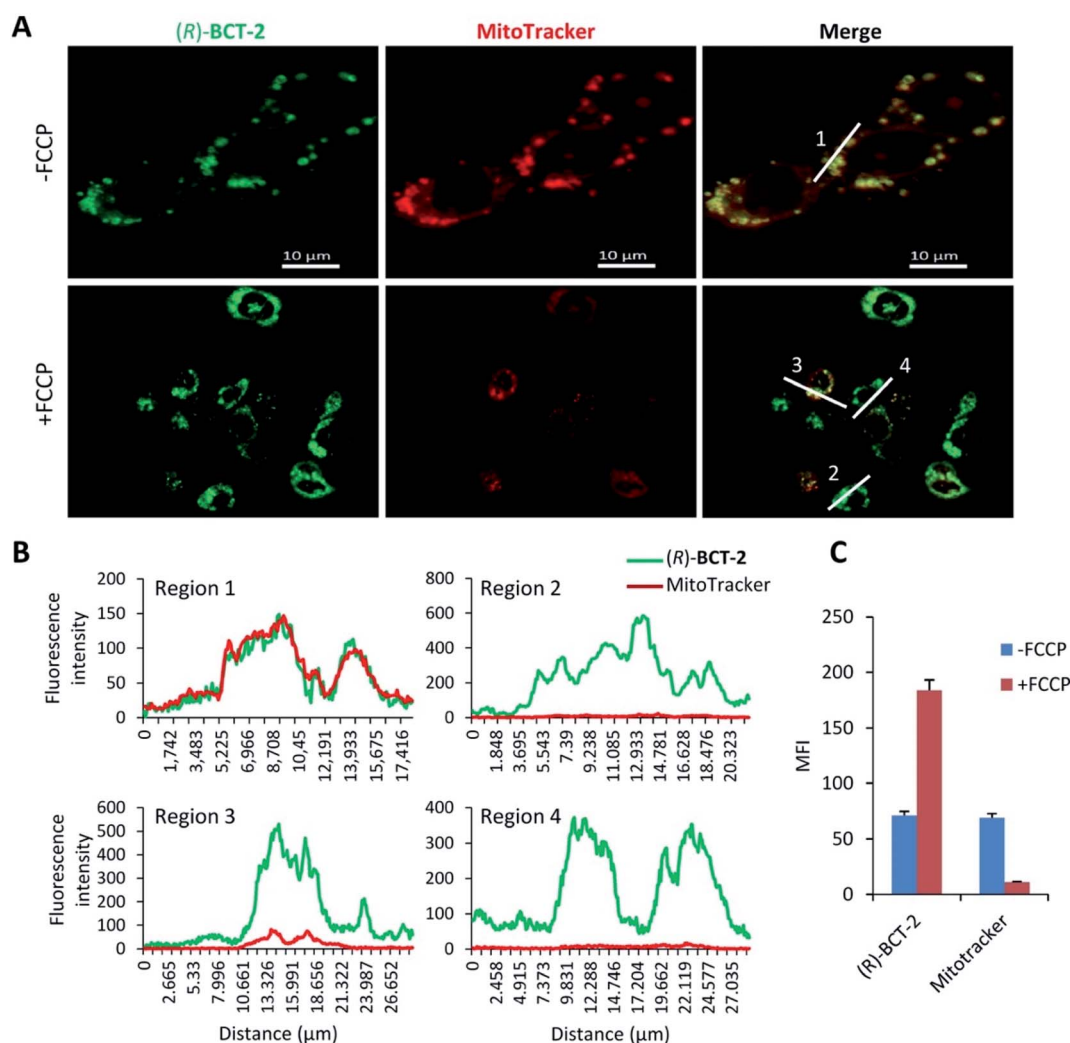 A
(R)-BCT-2
MitoTracker
Merge
-FCCP
1
10 µm
10 µm
10 µm
+FCCP
3
4
2
B
(R)-BCT-2
MitoTracker
Region 1
Fluorescence
intensity
200
150
100
50
0
0
1,742
3,483
5,225
6,966
8,708
10,45
12,191
13,933
15,675
17,416
Region 2
800
600
400
200
0
0
1.848
3.695
5.543
7.39
9.238
11.085
12.933
14.781
16.628
18.476
20.323
Region 3
Fluorescence
intensity
600
500
400
300
200
100
0
0
2.665
5.33
7.996
10.661
13.326
15.991
18.656
21.322
23.987
26.652
Distance (µm)
Region 4
400
300
200
100
0
0
2.458
4.915
7.373
9.831
12.288
14.746
17.204
19.662
22.119
24.577
27.035
Distance (µm)
C
MFI
250
200
150
100
50
0
-FCCP
+FCCP
(R)-BCT-2
Mitotracker